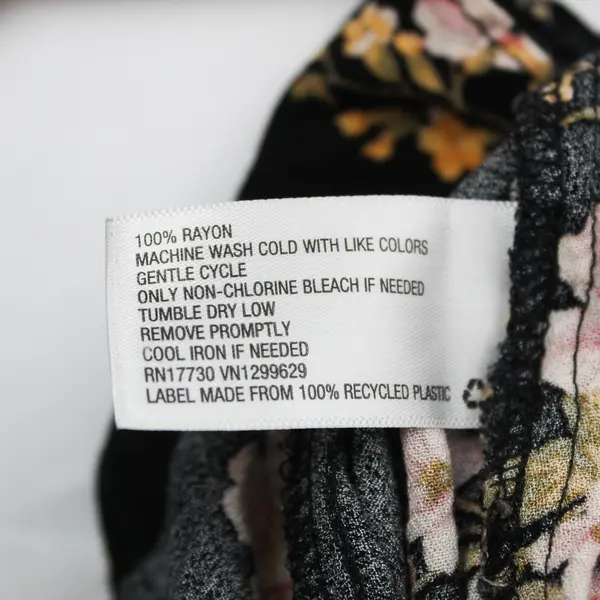 100% RAYON
MACHINE WASH COLD WITH LIKE COLORS
GENTLE CYCLE
ONLY NON-CHLORINE BLEACH IF NEEDED
TUMBLE DRY LOW
REMOVE PROMPTLY
COOL IRON IF NEEDED
RN17730 VN1299629
LABEL MADE FROM 100% RECYCLED PLASTIC